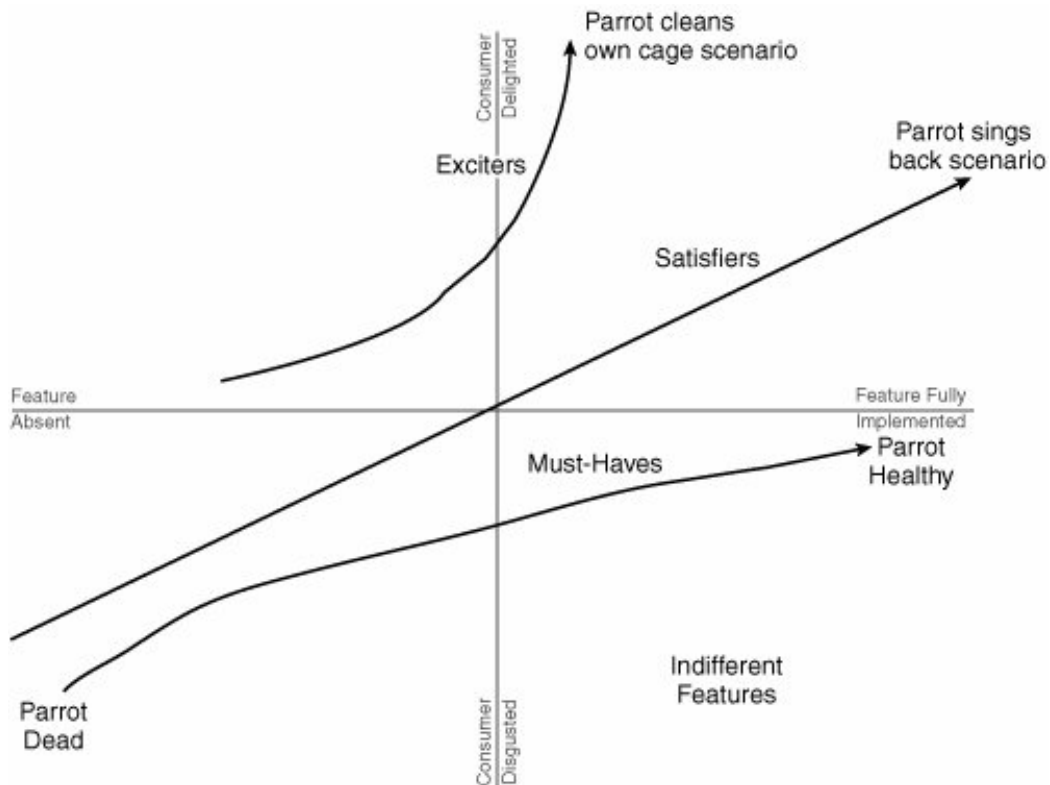 Parrot cleans
own cage scenario
Consumer
Delighted
Exciters
Parrot sings
back scenario
Satisfiers
Feature
Absent
Feature Fully
Implemented
Must-Haves
Parrot
Healthy
Indifferent
Features
Parrot
Dead
Consumer
Disgusted